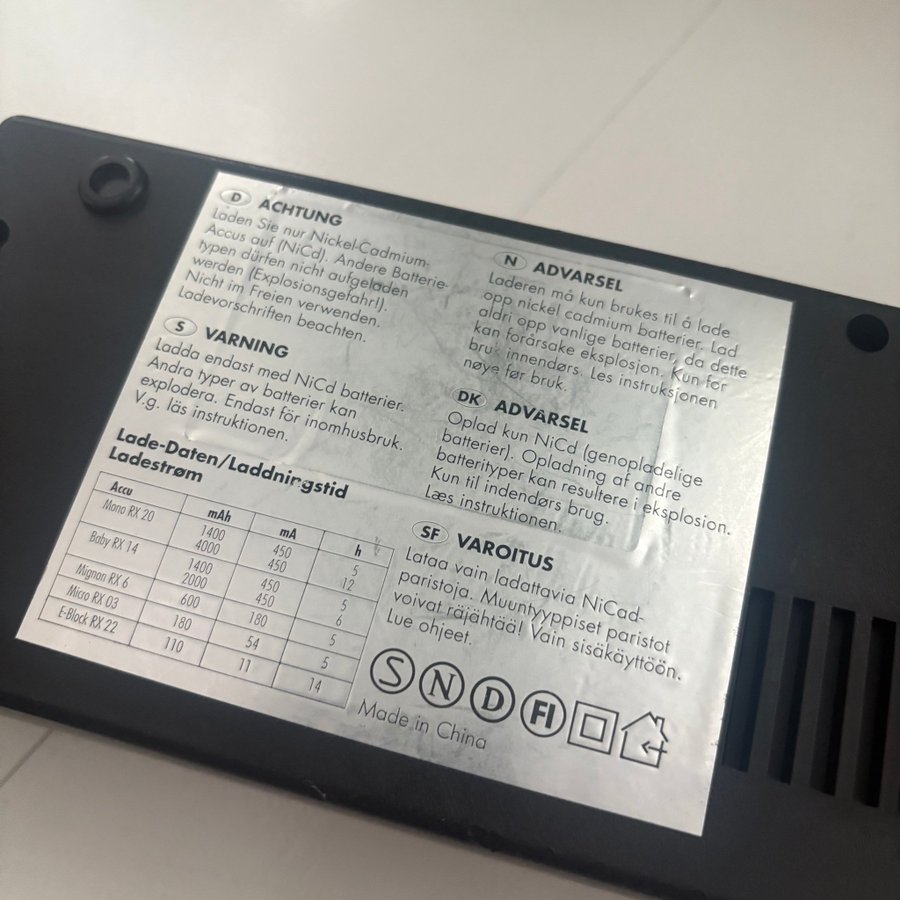 D ACHTUNG
Laden Sie nur Nickel-Cadmium-
Accus auf (NiCd). Andere Batterie-
typen dürfen nicht aufgeladen
werden (Explosionsgefahr!).
Nicht im Freien verwenden.
Ladevorschriften beachten.
S VARNING
Ladda endast med NiCd batterier.
Andra typer av batterier kan
explodera. Endast för inomhusbruk.
V.g. läs instruktionen.
Lade-Daten/Laddningstid
Ladestrøm
Accu mAh mA h
Mono RX 20 1400 450 5
4000 450 12
Baby RX 14 1400 450 5
2000 450 6
Mignon RX 6 600 180 5
Micro RX 03 180 54 5
E-Block RX 22 110 11 14
N ADVARSEL
Laderen må kun brukes til å lade
opp nickel cadmium batterier. Lad
aldri opp vanlige batterier, da dette
kan forårsake eksplosjon. Kun for
bruk innendørs. Les instruksjonen
nøye før bruk.
DK ADVARSEL
Oplad kun NiCd (genopladelige
batterier). Opladning af andre
batterityper kan resultere i eksplosion.
Kun til indendørs brug.
Læs instruktionen.
SF VAROITUS
Lataa vain ladattavia NiCad-
paristoja. Muuntyyppiset paristot
voivat räjähtää! Vain sisäkäyttöön.
Lue ohjeet.
S N D FI
Made in China